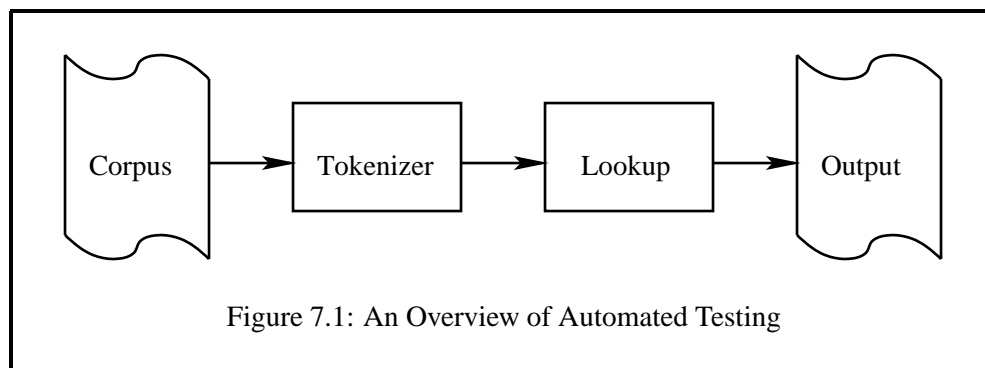 Corpus
Tokenizer
Lookup
Output
Figure 7.1: An Overview of Automated Testing